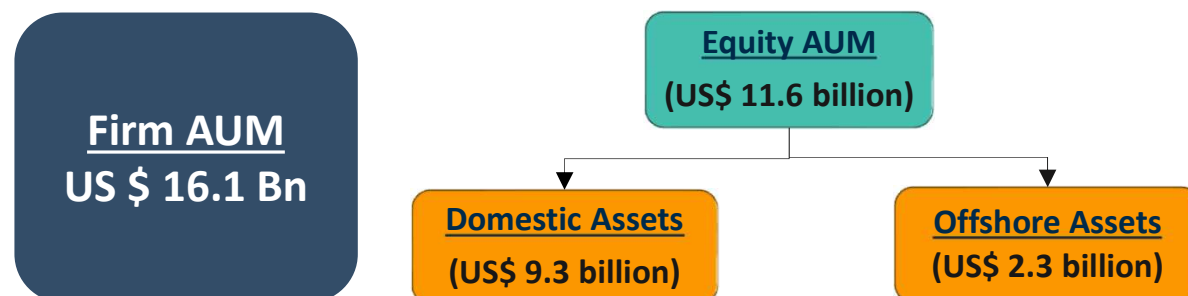 Firm AUM
US $ 16.1 Bn
Equity AUM
(US$ 11.6 billion)
Domestic Assets
(US$ 9.3 billion)
Offshore Assets
(US$ 2.3 billion)